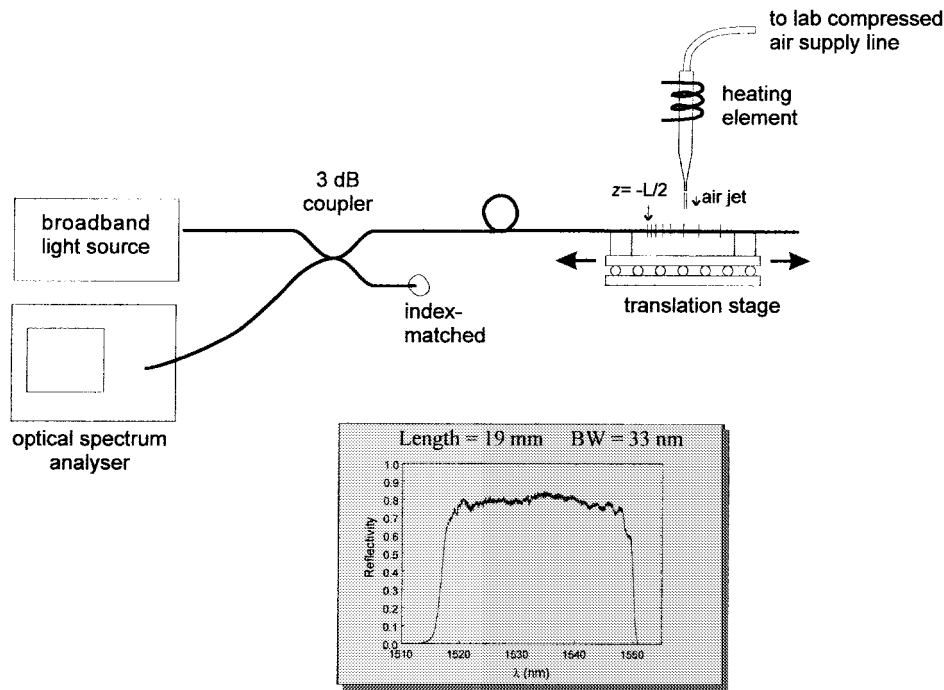 to lab compressed
air supply line
heating
element
3 dB
coupler
z= -L/2
air jet
broadband
light source
index-
matched
translation stage
optical spectrum
analyser
Length = 19 mm BW = 33 nm
1.0
0.9
0.8
0.7
0.6
0.5
0.4
0.3
0.2
0.1
0.0
Reflectivity
1510 1520 1530 1540 1550
λ (nm)